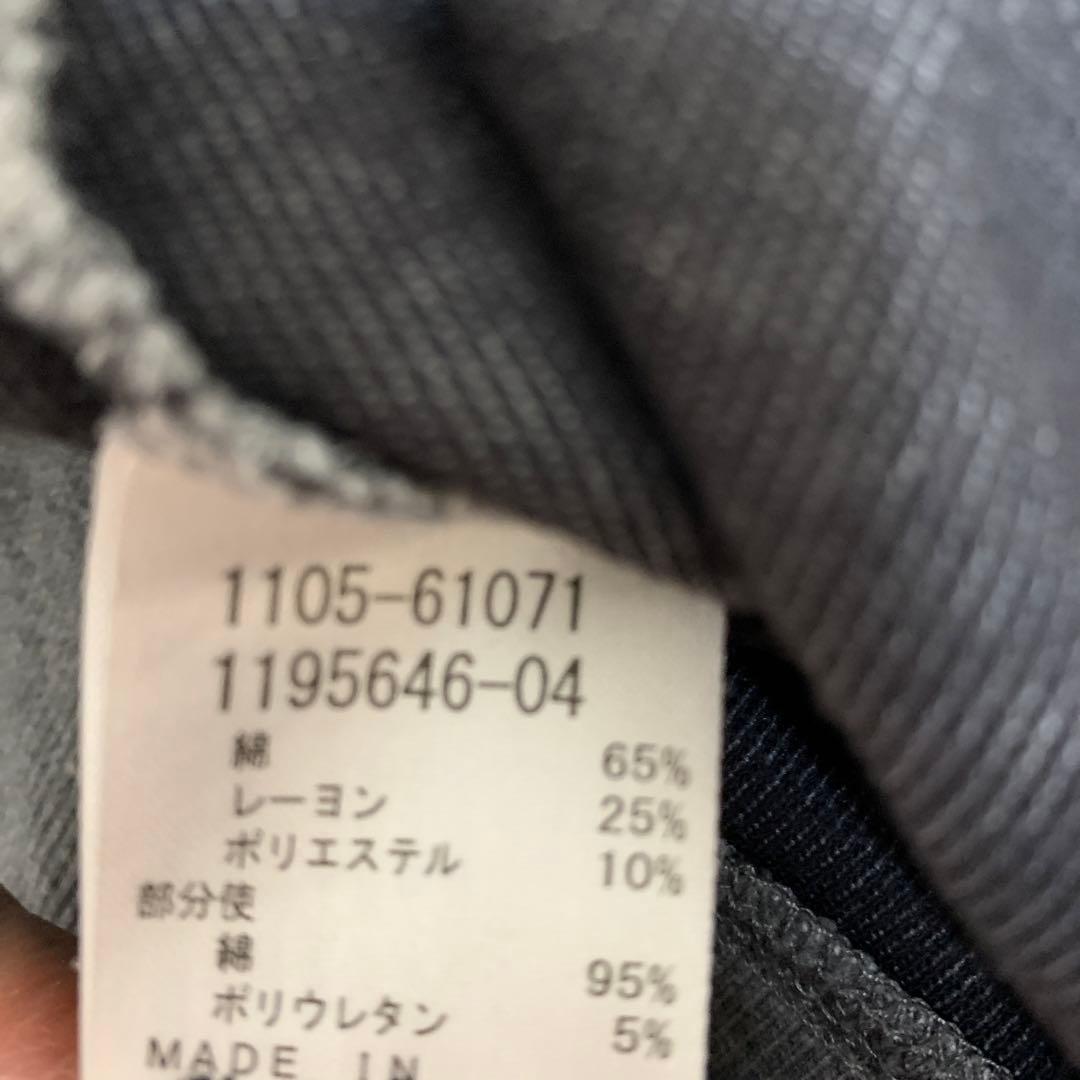 1105-61071
1195646-04
綿 65%
レーヨン 25%
ポリエステル 10%
部分使
綿 95%
ポリウレタン 5%
MADE IN